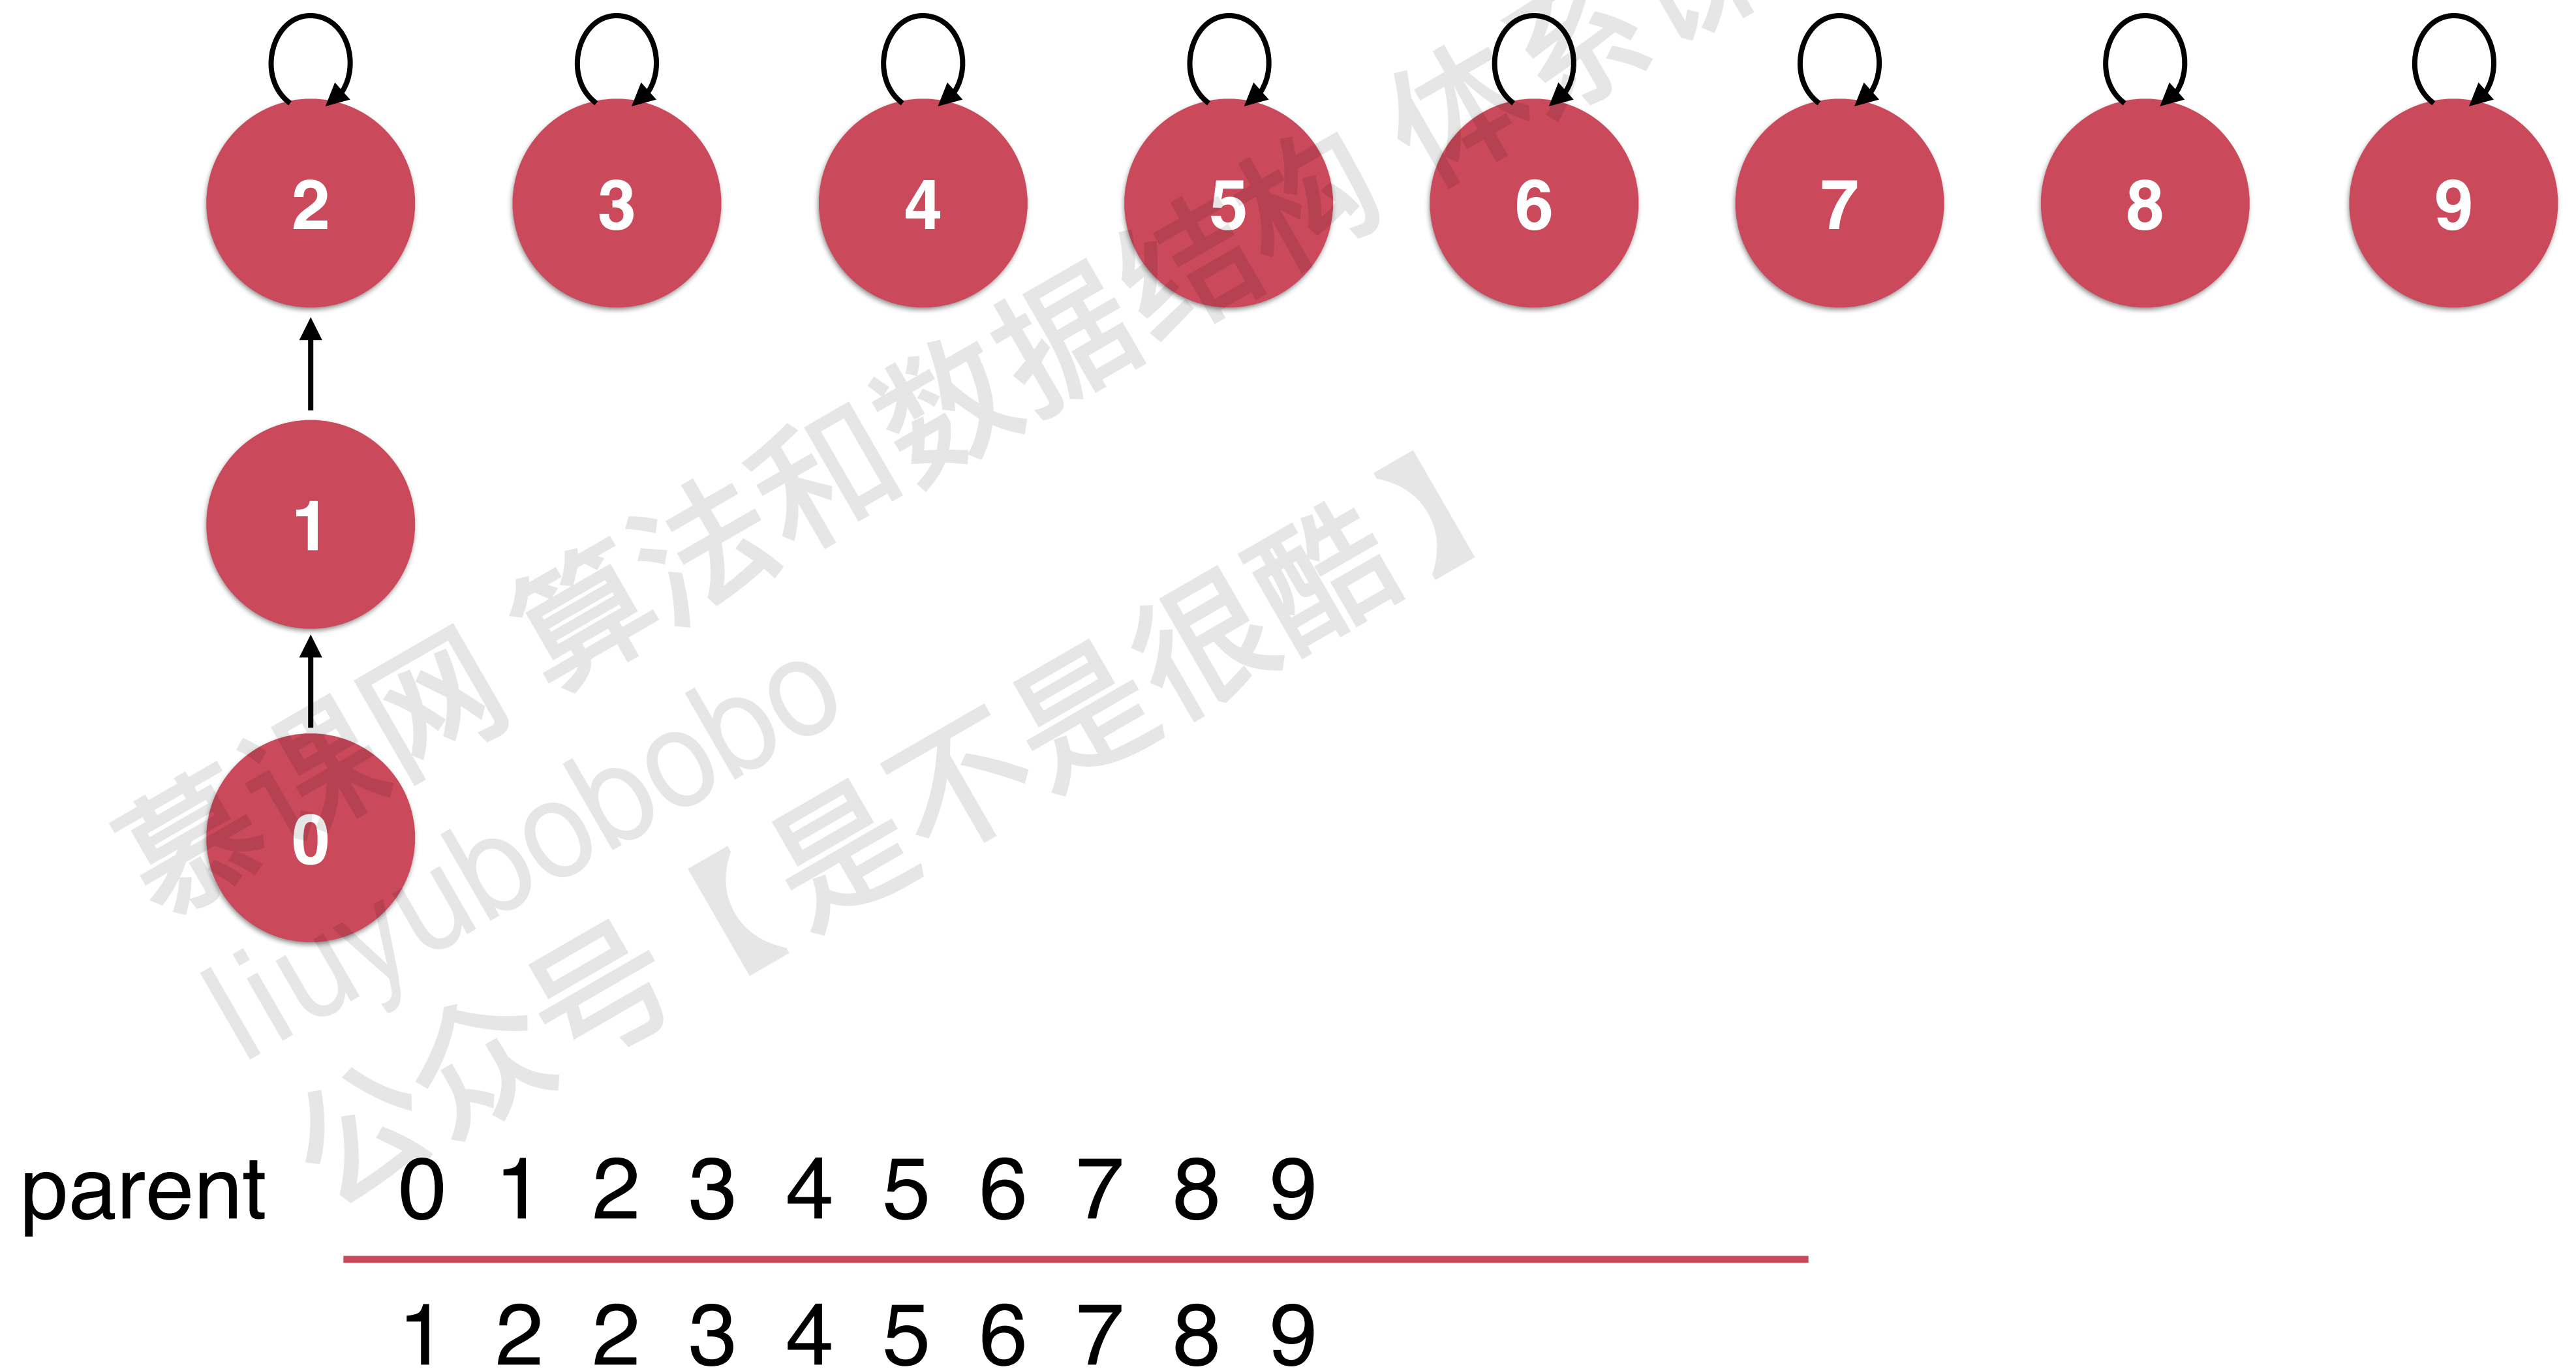 2 3 4 5 6 7 8 9
1
0
慕课网 算法和数据结构 体系课
liuyubobobo
公众号【是不是很酷】
parent 0 1 2 3 4 5 6 7 8 9
1 2 2 3 4 5 6 7 8 9